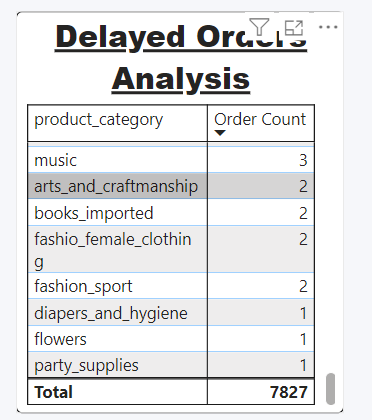 Delayed Orders
Analysis
product_category Order Count
music 3
arts_and_craftmanship 2
books_imported 2
fashio_female_clothin 2
g
fashion_sport 2
diapers_and_hygiene 1
flowers 1
party_supplies 1
Total 7827